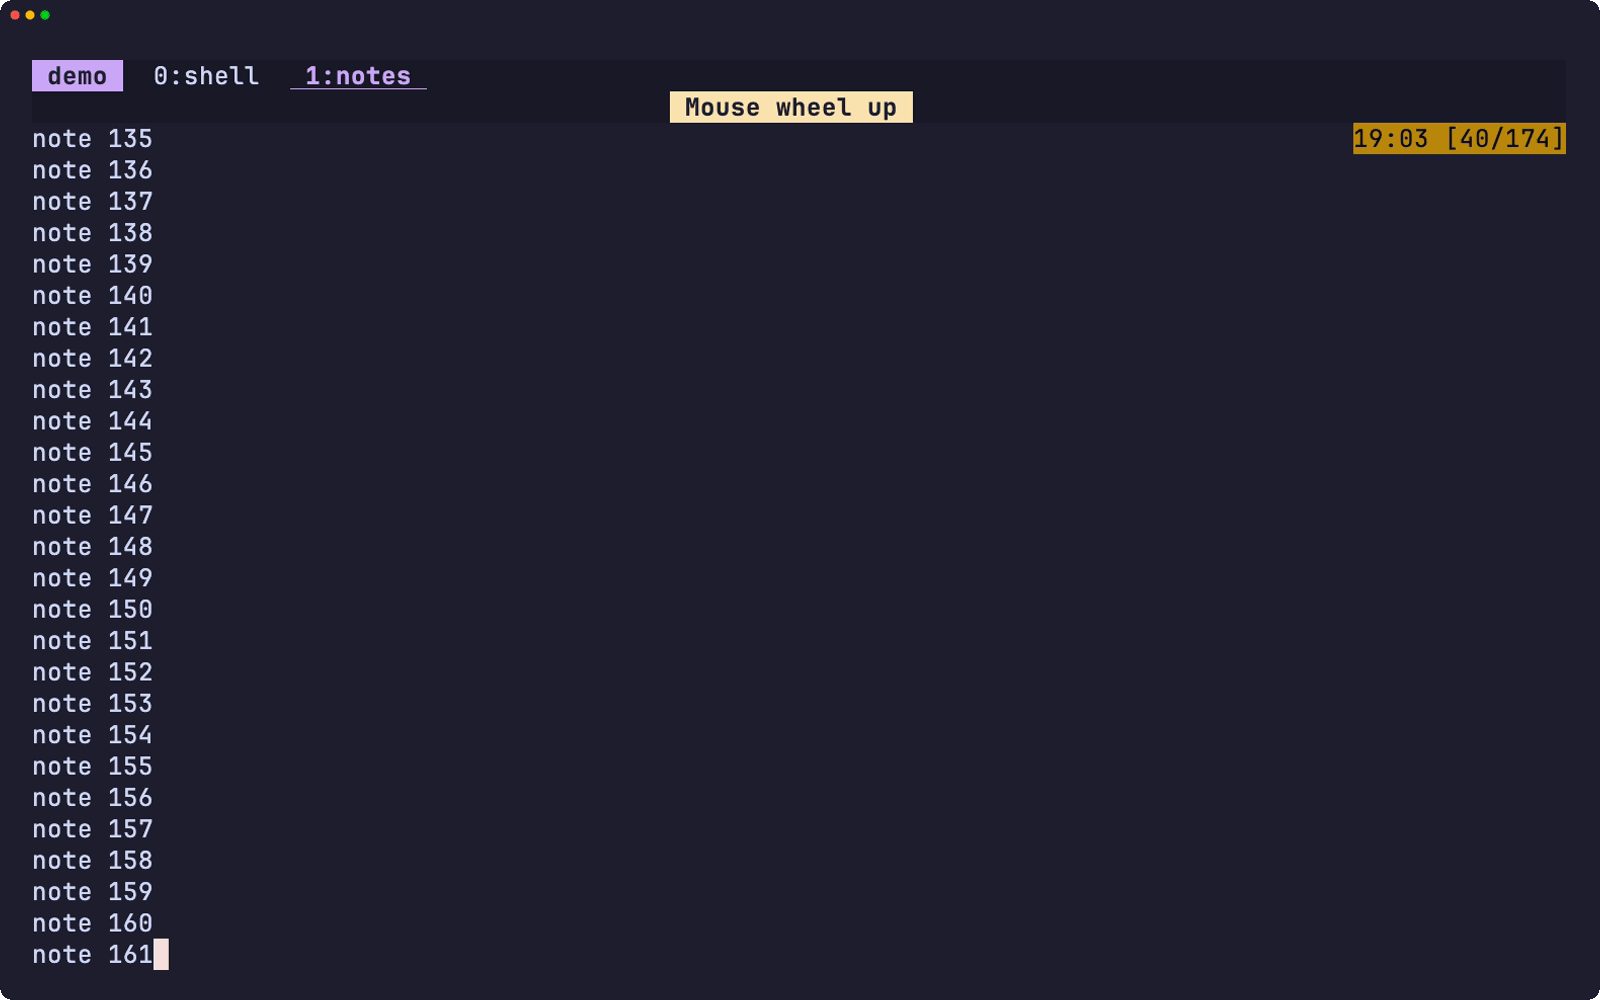 demo 0:shell 1:notes
Mouse wheel up
note 135 19:03 [40/174]
note 136
note 137
note 138
note 139
note 140
note 141
note 142
note 143
note 144
note 145
note 146
note 147
note 148
note 149
note 150
note 151
note 152
note 153
note 154
note 155
note 156
note 157
note 158
note 159
note 160
note 161